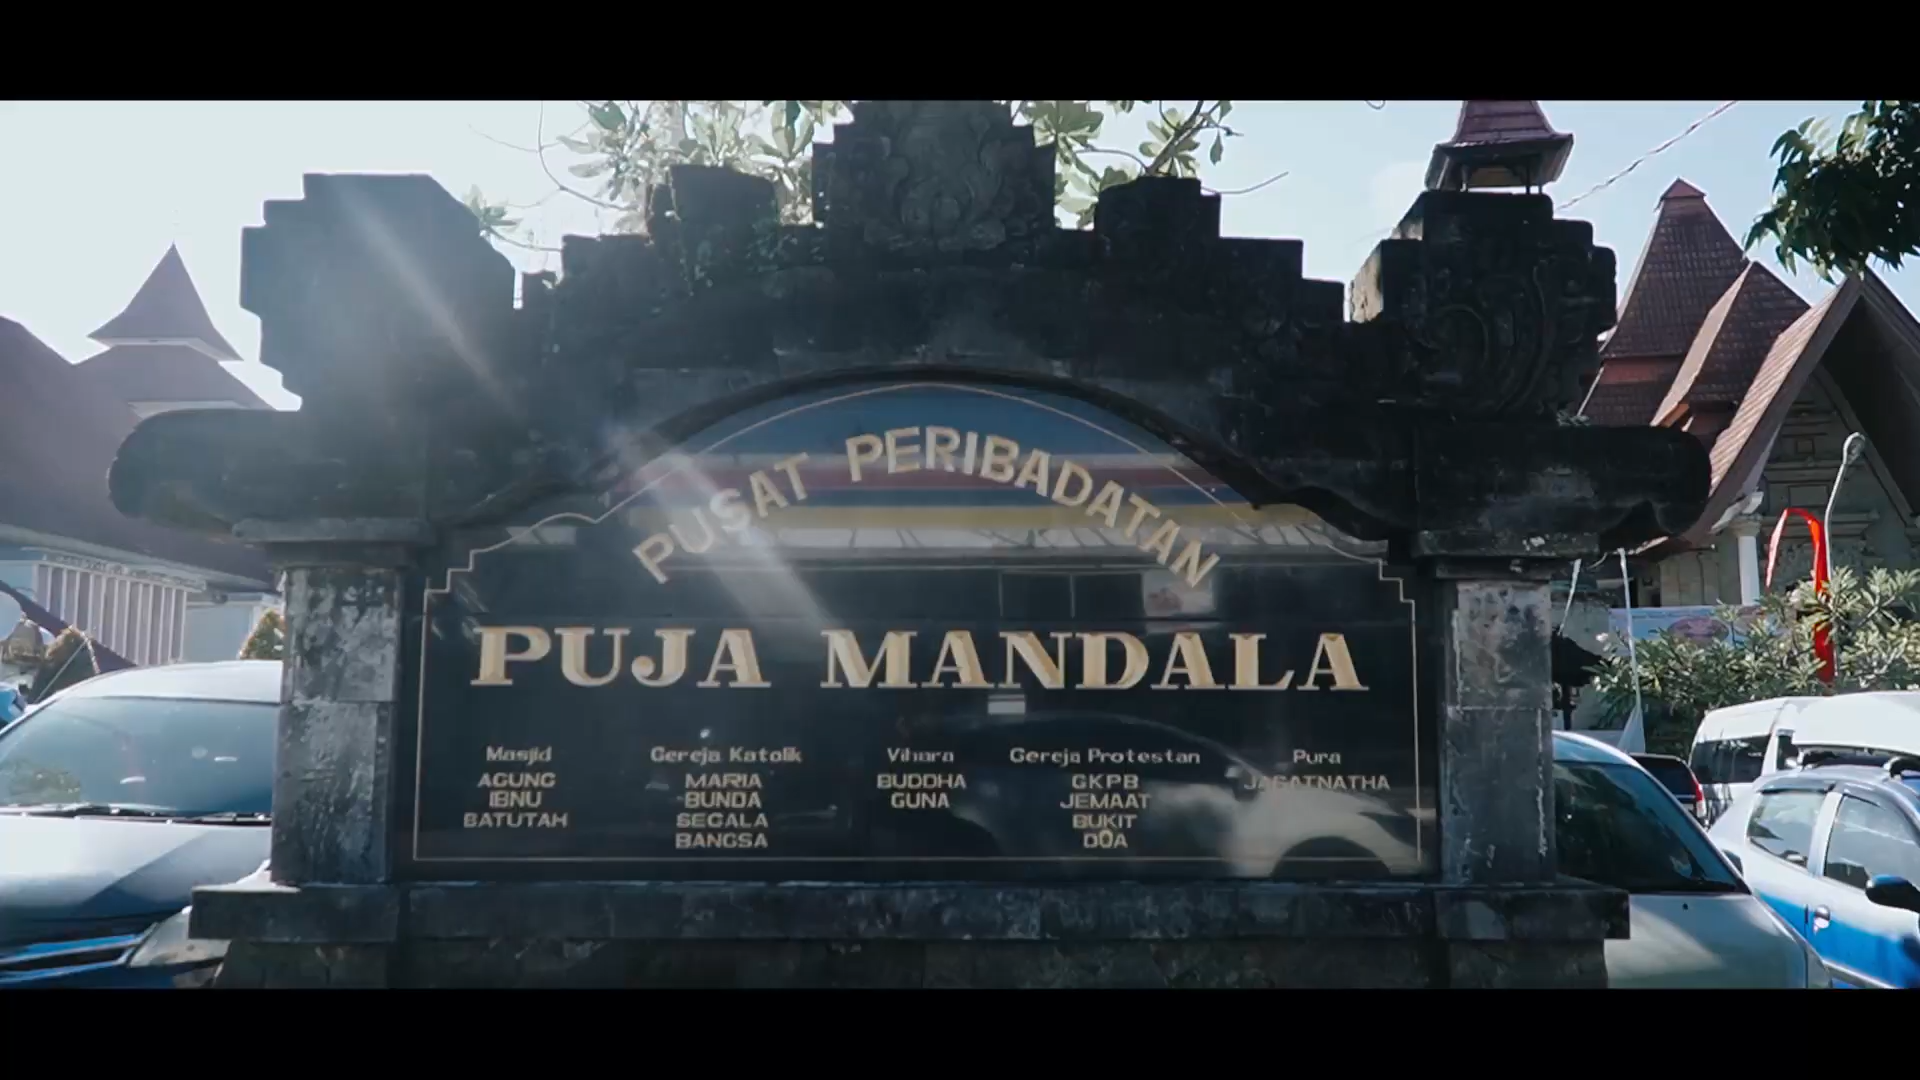 PUSAT PERIBADATAN
PUJA MANDALA
Masjid
AGUNG
IBNU
BATUTAH
Gereja Katolik
MARIA
BUNDA
SEGALA
BANGSA
Vihara
BUDDHA
GUNA
Gereja Protestan
GKPB
JEMAAT
BUKIT
DOA
Pura
JAGATNATHA